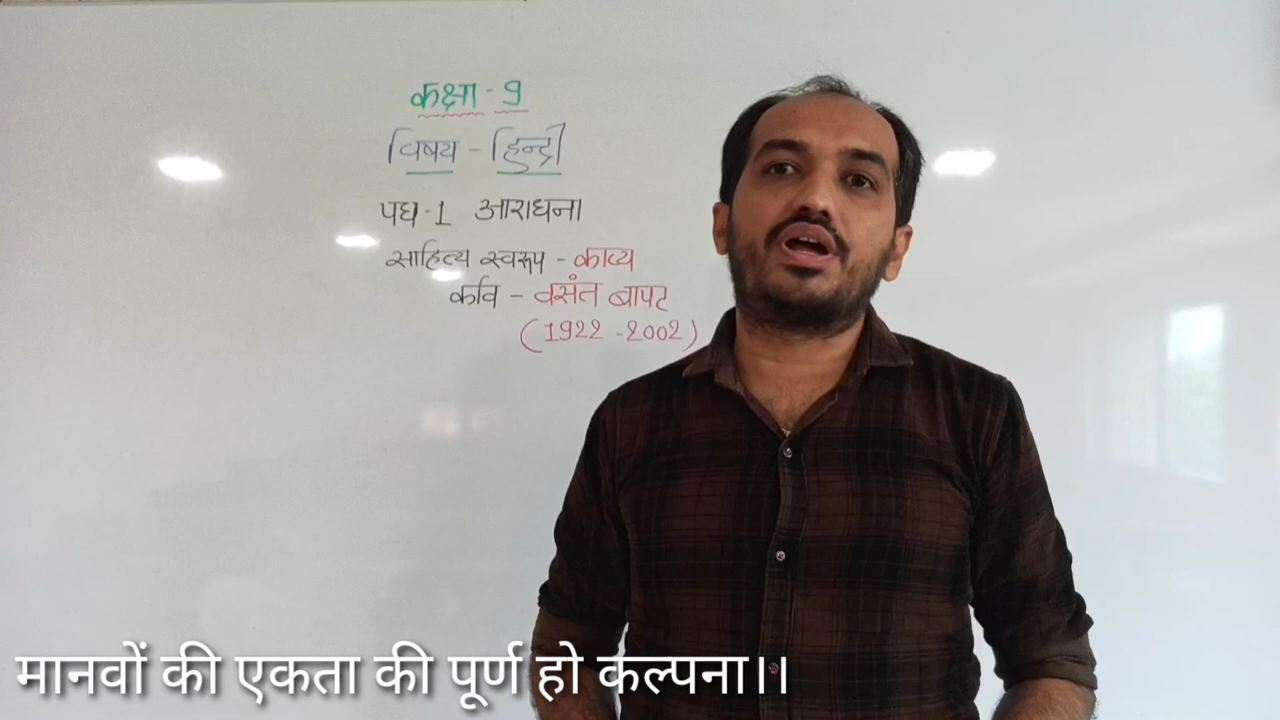 कक्षा - 9
विषय - हिन्दी
पद्य - 1 आराधना
साहित्य स्वरूप - काव्य
कवि - वसंत बापट
(1922 - 2002)
मानवों की एकता की पूर्ण हो कल्पना।।